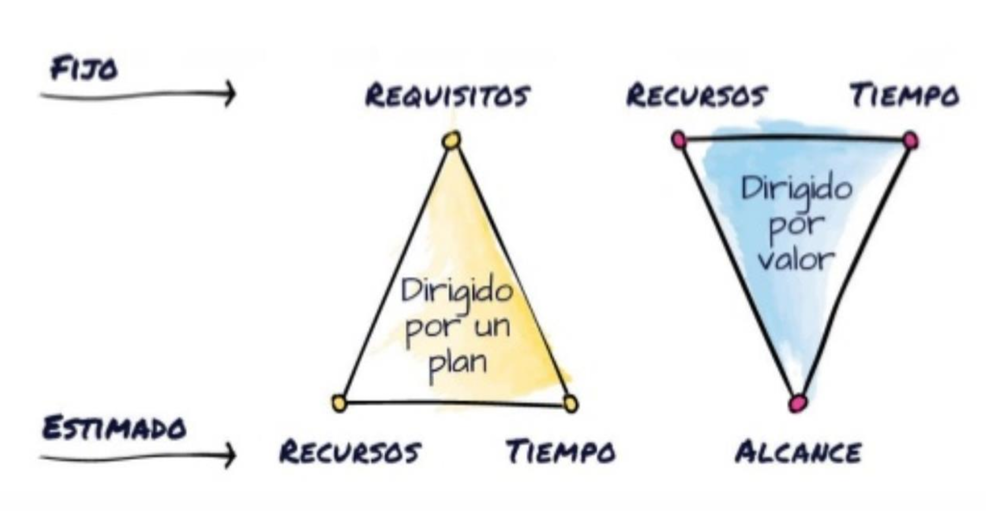 FIJO
REQUISITOS
RECURSOS
TIEMPO
Dirigido
por un
plan
Dirigido
por
valor
ESTIMADO
RECURSOS
TIEMPO
ALCANCE